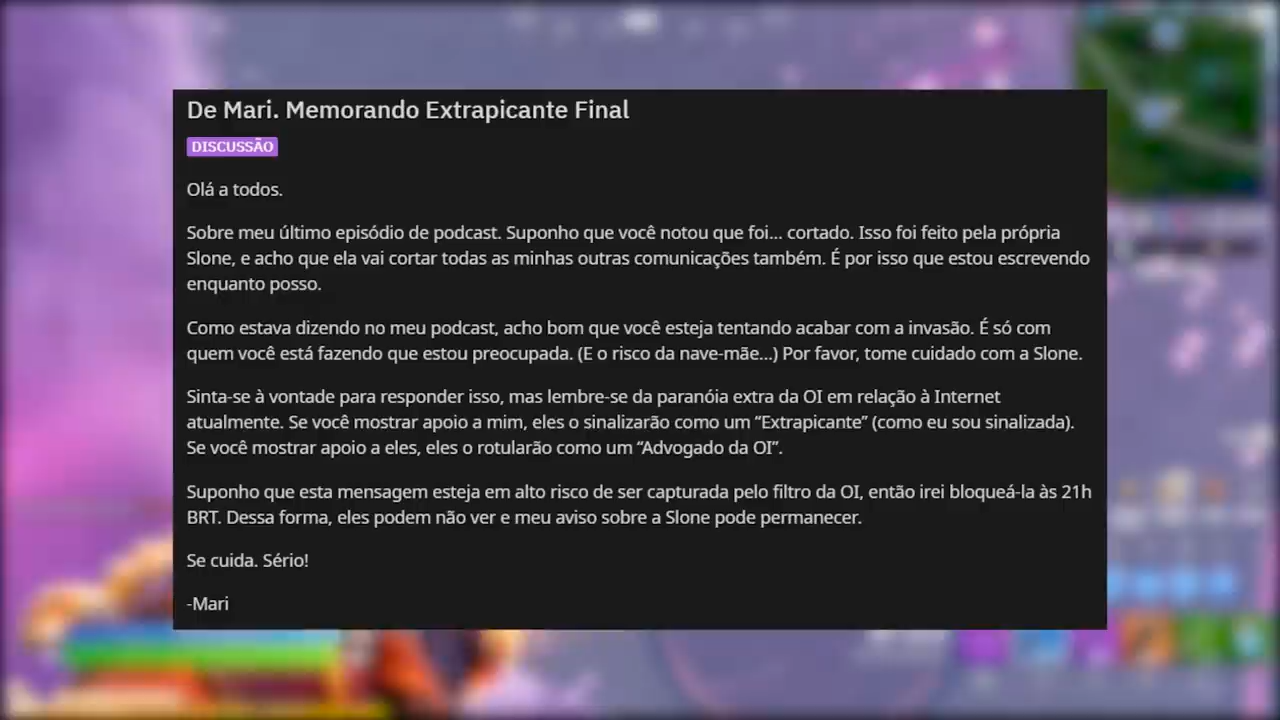 De Mari. Memorando Extrapicante Final
DISCUSSÃO
Olá a todos.
Sobre meu último episódio de podcast. Suponho que você notou que foi... cortado. Isso foi feito pela própria
Slone, e acho que ela vai cortar todas as minhas outras comunicações também. É por isso que estou escrevendo
enquanto posso.
Como estava dizendo no meu podcast, acho bom que você esteja tentando acabar com a invasão. É só com
quem você está fazendo que estou preocupada. (E o risco da nave-mãe...) Por favor, tome cuidado com a Slone.
Sinta-se à vontade para responder isso, mas lembre-se da paranóia extra da OI em relação à Internet
atualmente. Se você mostrar apoio a mim, eles o sinalizarão como um “Extrapicante” (como eu sou sinalizada).
Se você mostrar apoio a eles, eles o rotularão como um “Advogado da OI”.
Suponho que esta mensagem esteja em alto risco de ser capturada pelo filtro da OI, então irei bloqueá-la às 21h
BRT. Dessa forma, eles podem não ver e meu aviso sobre a Slone pode permanecer.
Se cuida. Sério!
-Mari